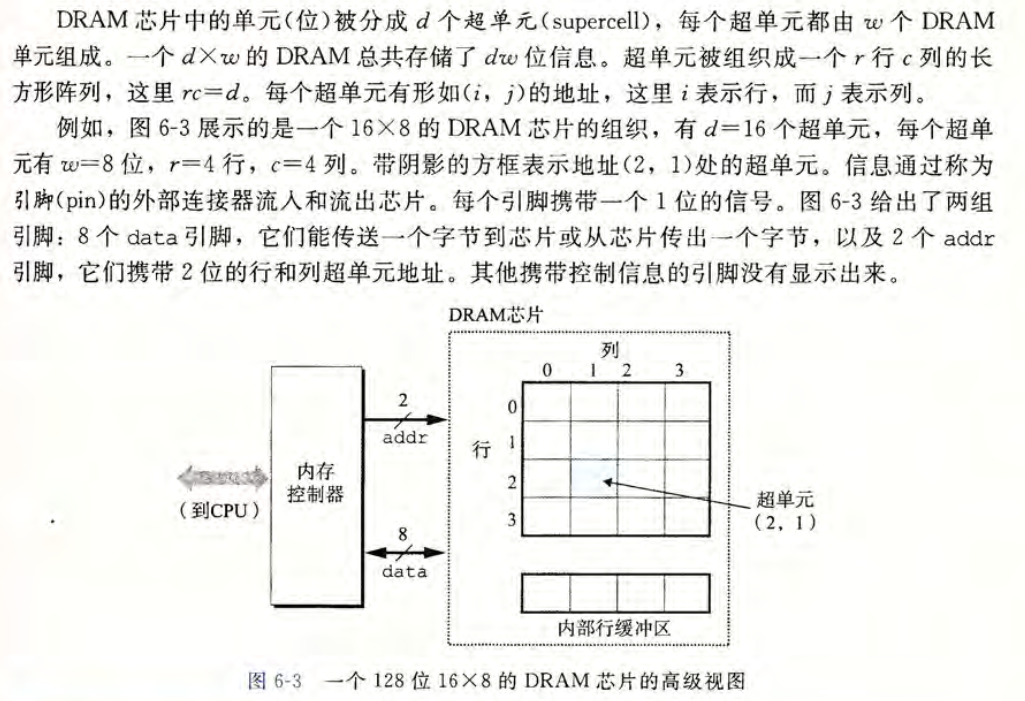 DRAM 芯片中的单元(位)被分成 d 个超单元(supercell)，每个超单元都由 w 个 DRAM
单元组成。一个 d×w 的 DRAM 总共存储了 dw 位信息。超单元被组织成一个 r 行 c 列的长
方形阵列，这里 rc=d。每个超单元有形如(i，j)的地址，这里 i 表示行，而 j 表示列。
例如，图 6-3 展示的是一个 16×8 的 DRAM 芯片的组织，有 d=16 个超单元，每个超单
元有 w=8 位，r=4 行，c=4 列。带阴影的方框表示地址(2，1)处的超单元。信息通过称为
引脚(pin)的外部连接器流入和流出芯片。每个引脚携带一个 1 位的信号。图 6-3 给出了两组
引脚：8 个 data 引脚，它们能传送一个字节到芯片或从芯片传出一个字节，以及 2 个 addr
引脚，它们携带 2 位的行和列超单元地址。其他携带控制信息的引脚没有显示出来。
DRAM芯片
列
0 1 2 3
0
1
2
3
行
2
addr
内存
控制器
（到CPU）
8
data
超单元
（2，1）
内部行缓冲区
图 6-3 一个 128 位 16×8 的 DRAM 芯片的高级视图